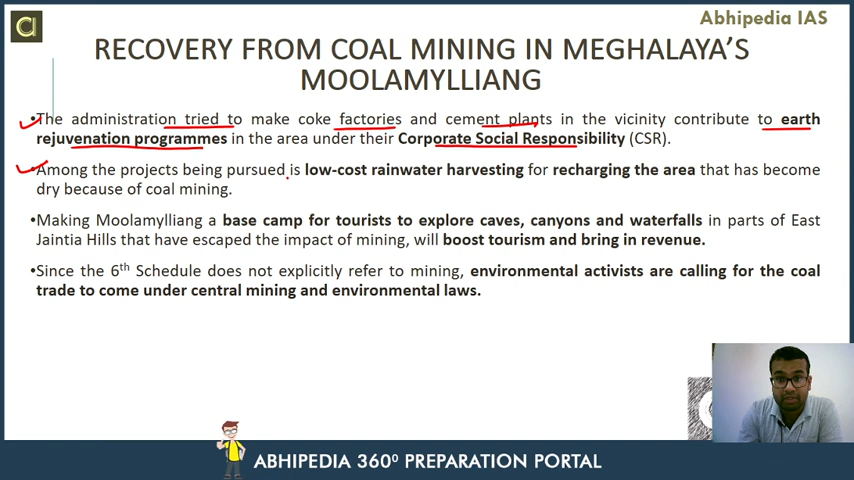 Abhipedia IAS
RECOVERY FROM COAL MINING IN MEGHALAYA'S
MOOLAMYLLIANG
•The administration tried to make coke factories and cement plants in the vicinity contribute to earth
rejuvenation programmes in the area under their Corporate Social Responsibility (CSR).
•Among the projects being pursued is low-cost rainwater harvesting for recharging the area that has become
dry because of coal mining.
•Making Moolamylliang a base camp for tourists to explore caves, canyons and waterfalls in parts of East
Jaintia Hills that have escaped the impact of mining, will boost tourism and bring in revenue.
•Since the 6th Schedule does not explicitly refer to mining, environmental activists are calling for the coal
trade to come under central mining and environmental laws.
ABHIPEDIA 360° PREPARATION PORTAL